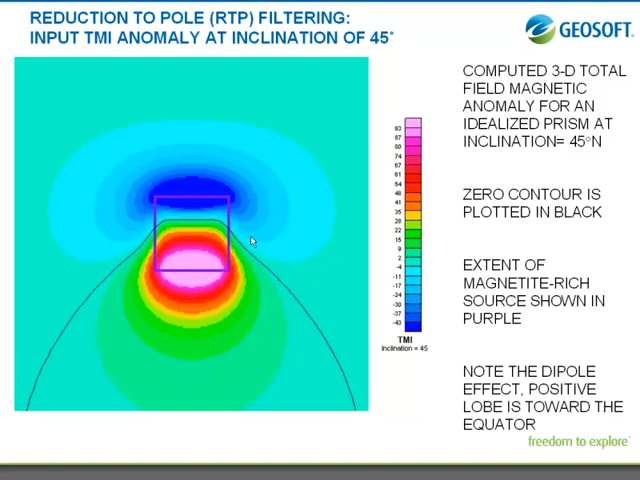 REDUCTION TO POLE (RTP) FILTERING:
INPUT TMI ANOMALY AT INCLINATION OF 45°
GEOSOFT
COMPUTED 3-D TOTAL
FIELD MAGNETIC
ANOMALY FOR AN
IDEALIZED PRISM AT
INCLINATION= 45°N
ZERO CONTOUR IS
PLOTTED IN BLACK
EXTENT OF
MAGNETITE-RICH
SOURCE SHOWN IN
PURPLE
NOTE THE DIPOLE
EFFECT, POSITIVE
LOBE IS TOWARD THE
EQUATOR
93
87
80
74
67
61
54
48
41
35
28
22
15
9
2
-4
-11
-17
-24
-30
-37
-43
TMI
Inclination = 45
freedom to explore